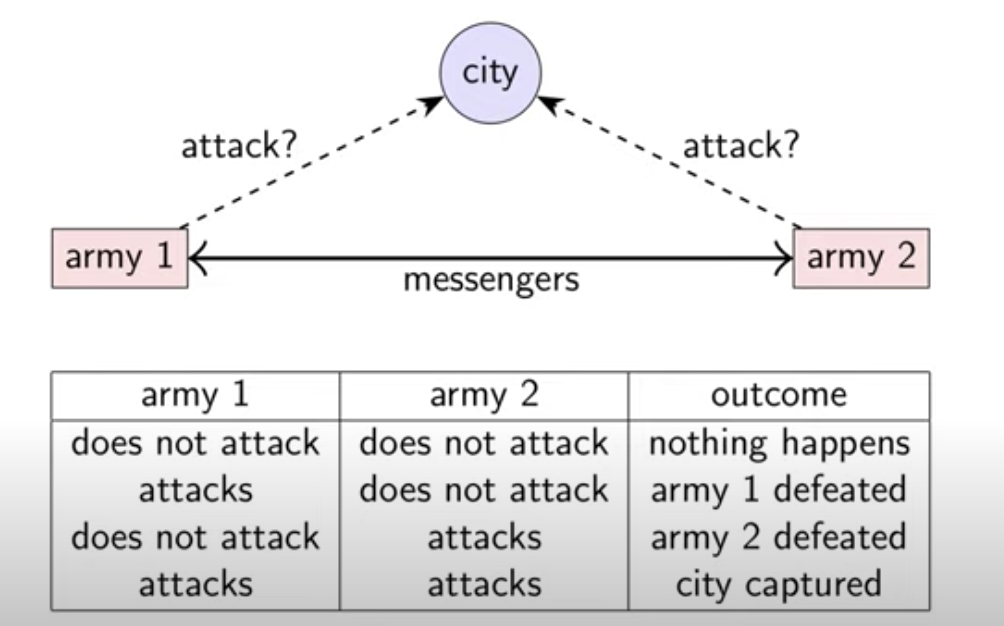 city
attack? attack?
army 1 army 2
messengers
army 1 army 2 outcome
does not attack does not attack nothing happens
attacks does not attack army 1 defeated
does not attack attacks army 2 defeated
attacks attacks city captured